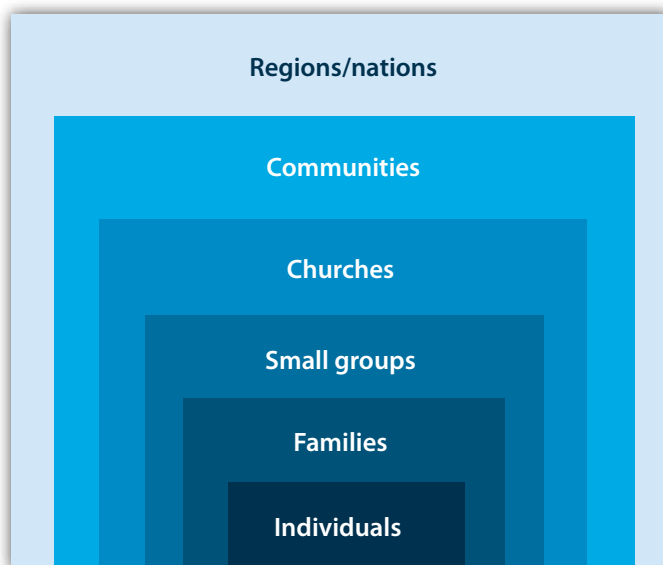 Regions/nations
Communities
Churches
Small groups
Families
Individuals